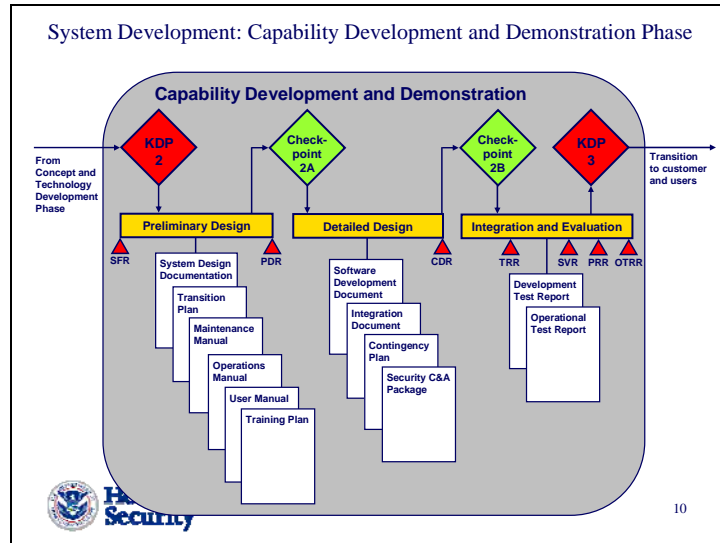 System Development: Capability Development and Demonstration Phase
Capability Development and Demonstration
KDP
2
Check-
point
2A
Check-
point
2B
KDP
3
From
Concept and
Technology
Development
Phase
Transition
to customer
and users
Preliminary Design
Detailed Design
Integration and Evaluation
SFR
PDR
CDR
TRR
SVR
PRR
OTRR
System Design
Documentation
Transition
Plan
Maintenance
Manual
Operations
Manual
User Manual
Training Plan
Software
Development
Document
Integration
Document
Contingency
Plan
Security C&A
Package
Development
Test Report
Operational
Test Report
Security
10